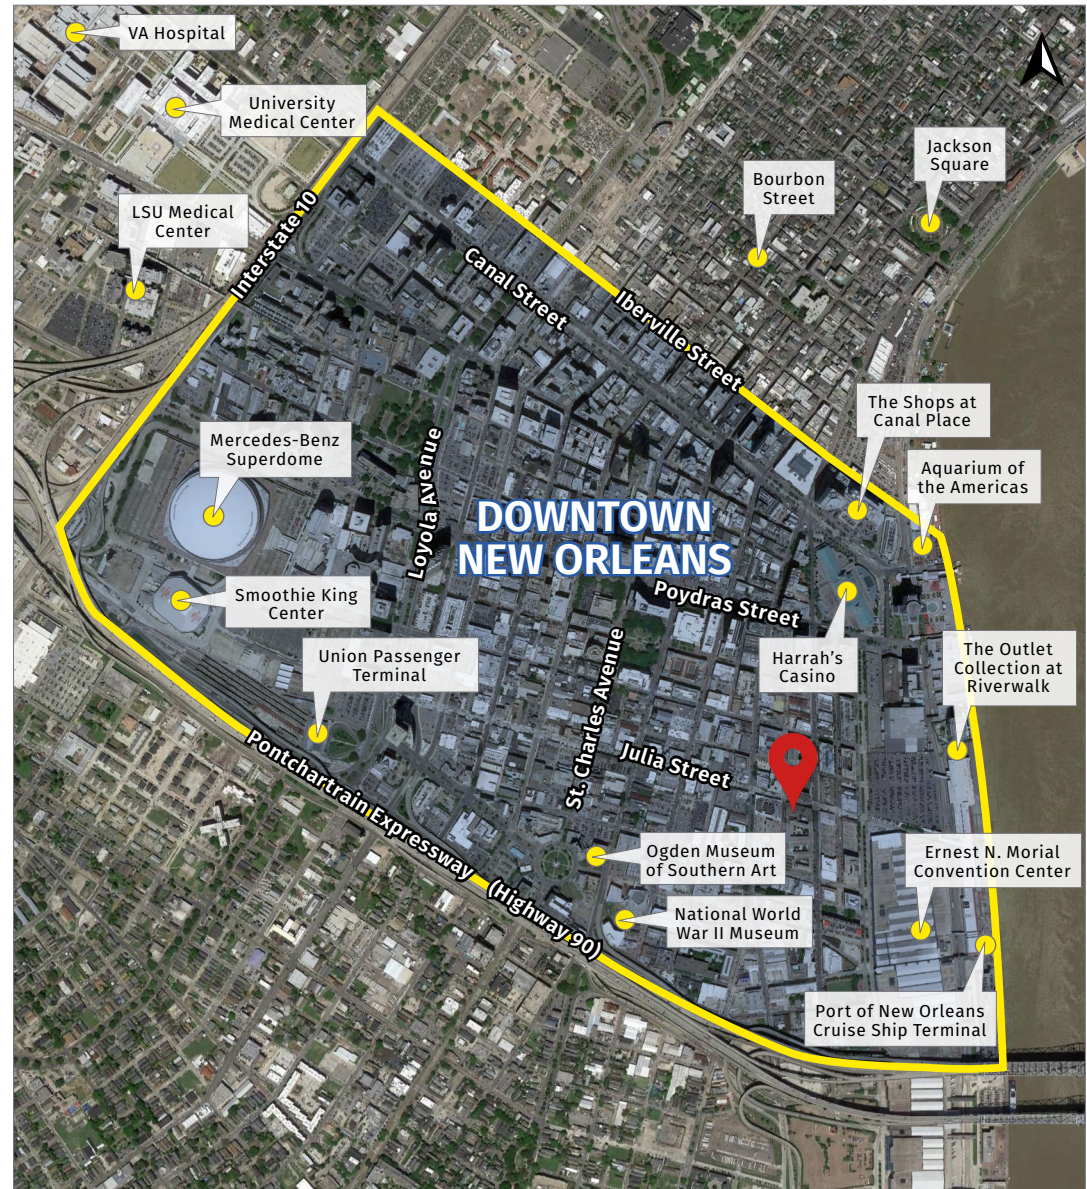 VA Hospital
University
Medical Center
LSU Medical
Center
Interstate 10
Jackson
Square
Bourbon
Street
Canal Street
Iberville Street
The Shops at
Canal Place
Aquarium of
the Americas
Mercedes-Benz
Superdome
Loyola Avenue
DOWNTOWN
NEW ORLEANS
Smoothie King
Center
Poydras Street
Harrah's
Casino
The Outlet
Collection at
Riverwalk
Union Passenger
Terminal
St. Charles Avenue
Julia Street
Pontchartrain Expressway (Highway 90)
Ogden Museum
of Southern Art
Ernest N. Morial
Convention Center
National World
War II Museum
Port of New Orleans
Cruise Ship Terminal